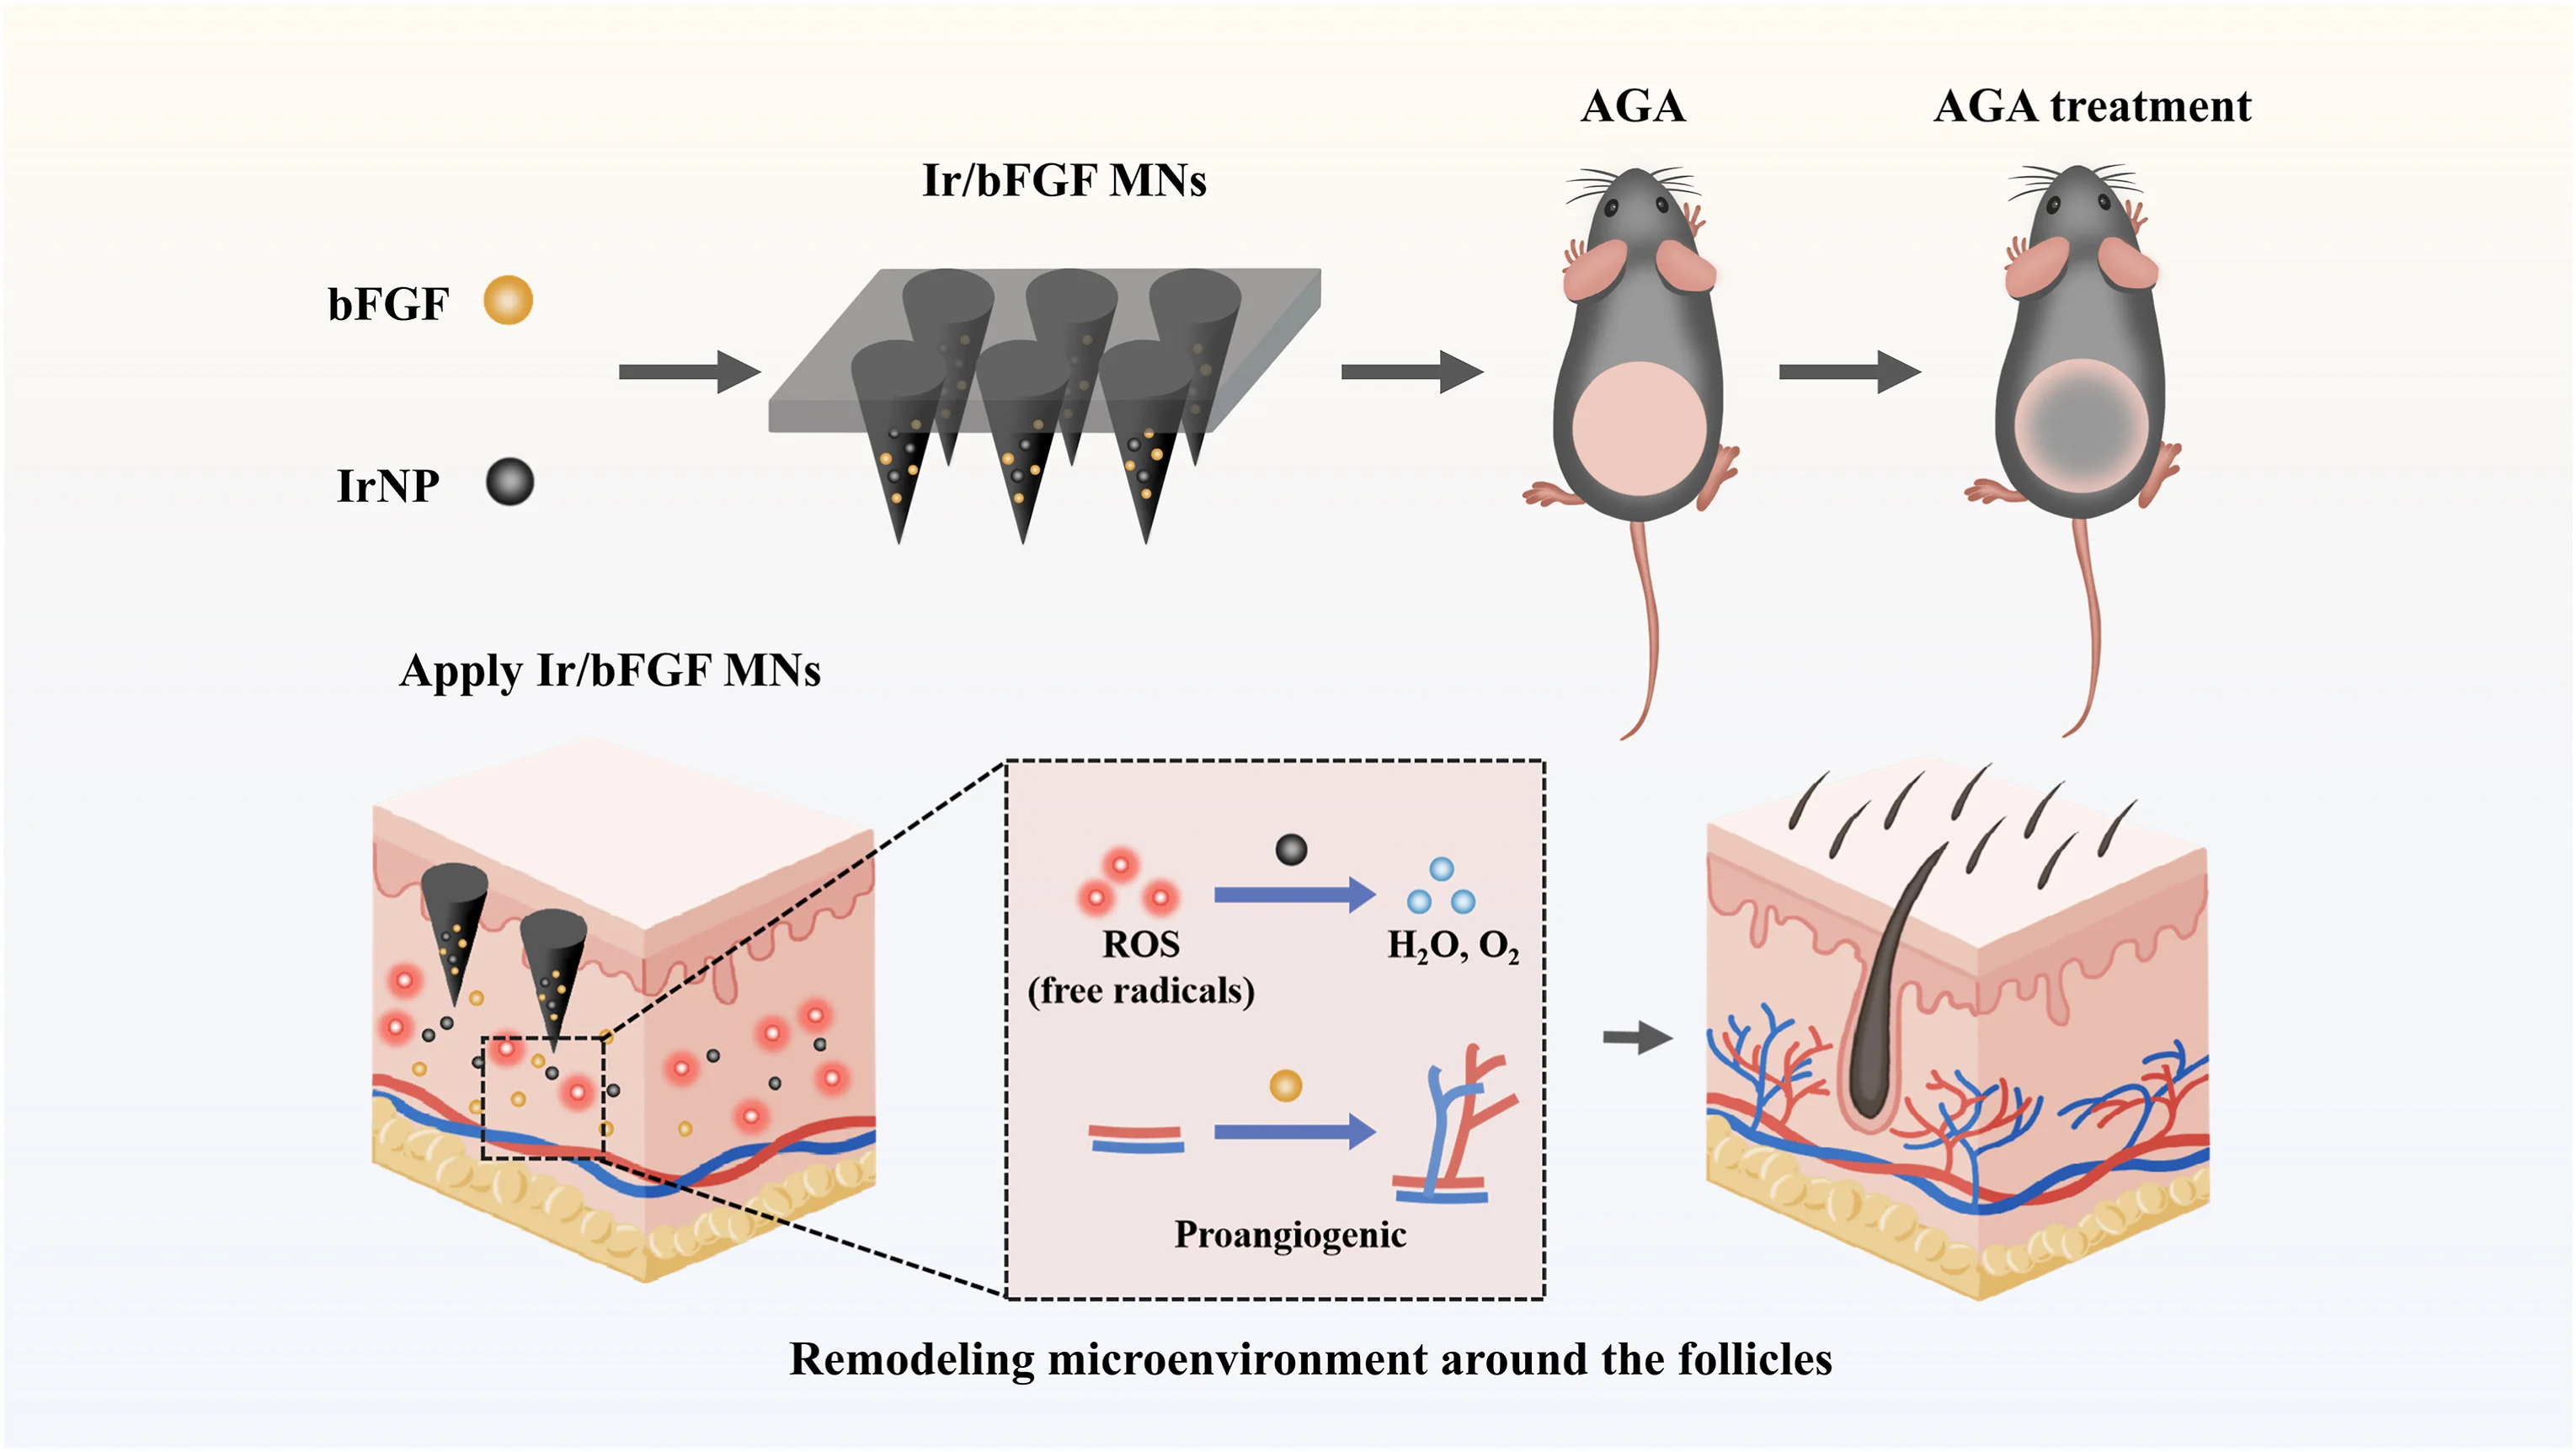 AGA
AGA treatment
Ir/bFGF MNs
bFGF
IrNP
Apply Ir/bFGF MNs
ROS
(free radicals)
H₂O, O₂
Proangiogenic
Remodeling microenvironment around the follicles